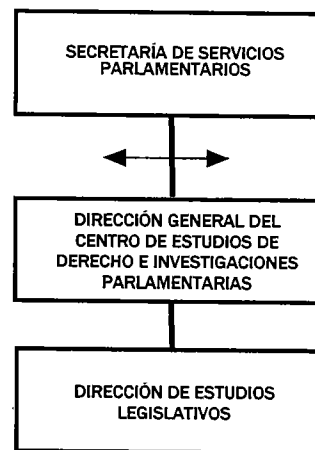 SECRETARÍA DE SERVICIOS
PARLAMENTARIOS
DIRECCIÓN GENERAL DEL
CENTRO DE ESTUDIOS DE
DERECHO E INVESTIGACIONES
PARLAMENTARIAS
DIRECCIÓN DE ESTUDIOS
LEGISLATIVOS